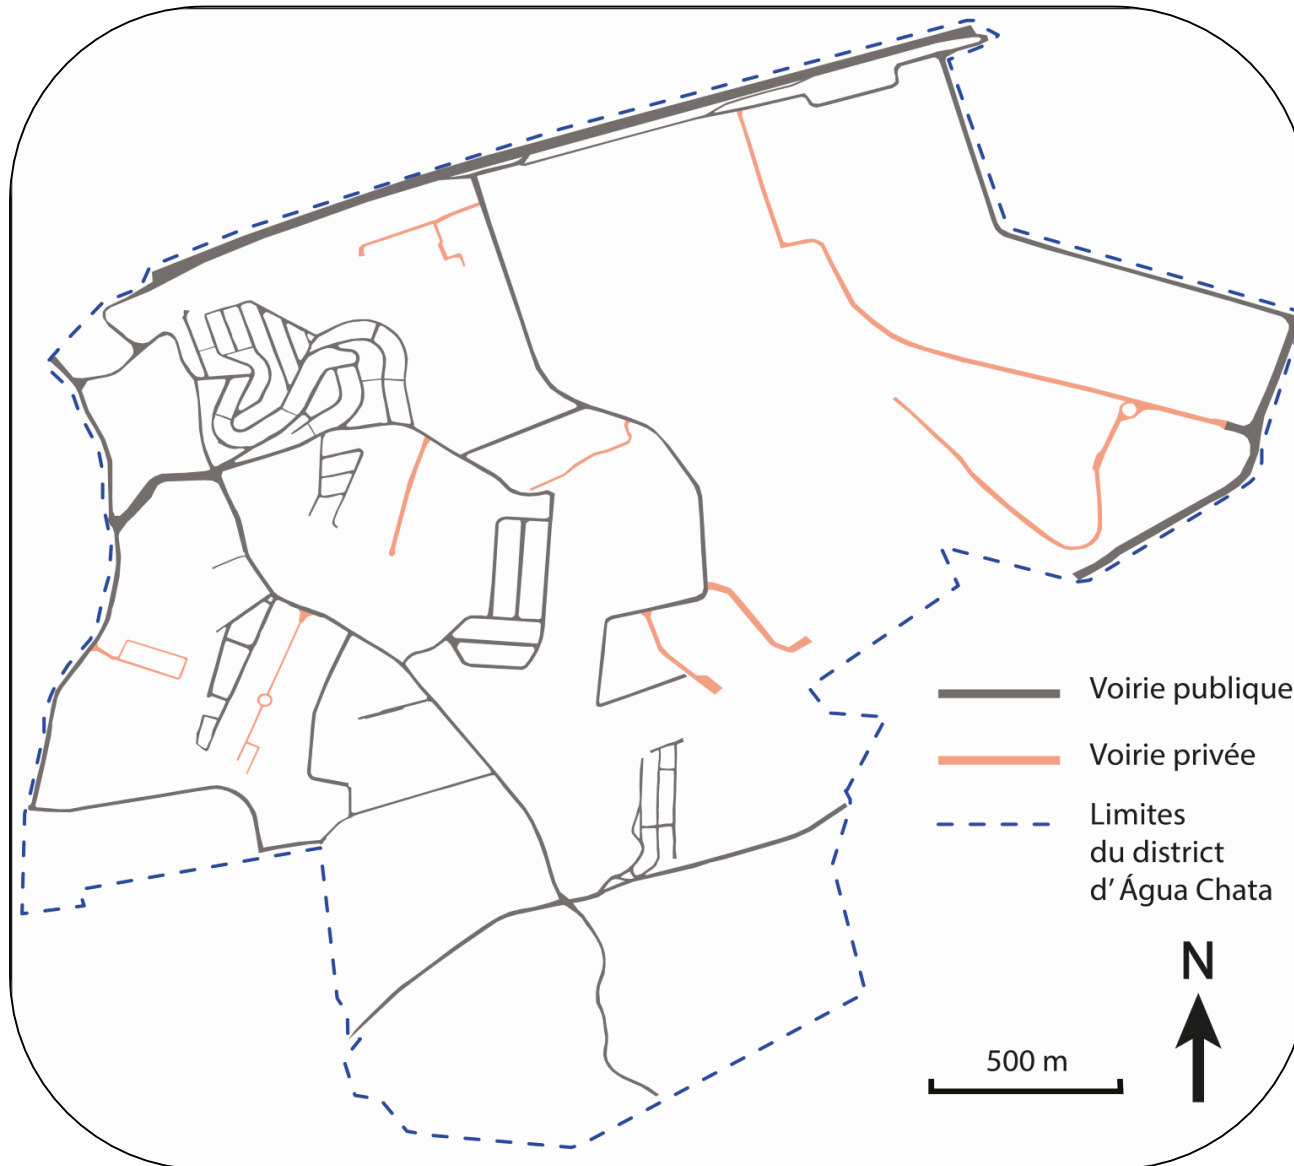 Voirie publique
Voirie privée
Limites
du district
d’ Água Chata
N
500 m